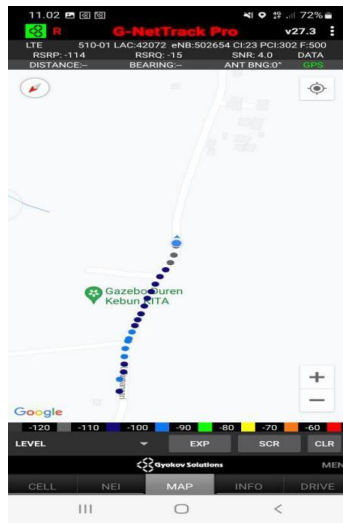 11.02 72%
R G-NetTrack Pro v27.3
LTE 510-01 LAC:42072 eNB:502654 CI:23 PCI:302 F:500
RSRP:-114 RSRQ:-15 SNR: 4.0 DATA
DISTANCE:– BEARING:– ANT BNG:0° GPS
Gazebo Duren
Kebun KITA
+
–
Google
-120 -110 -100 -90 -80 -70 -60
LEVEL EXP SCR CLR
Gyokov Solutions MEN
CELL NEI MAP INFO DRIVE